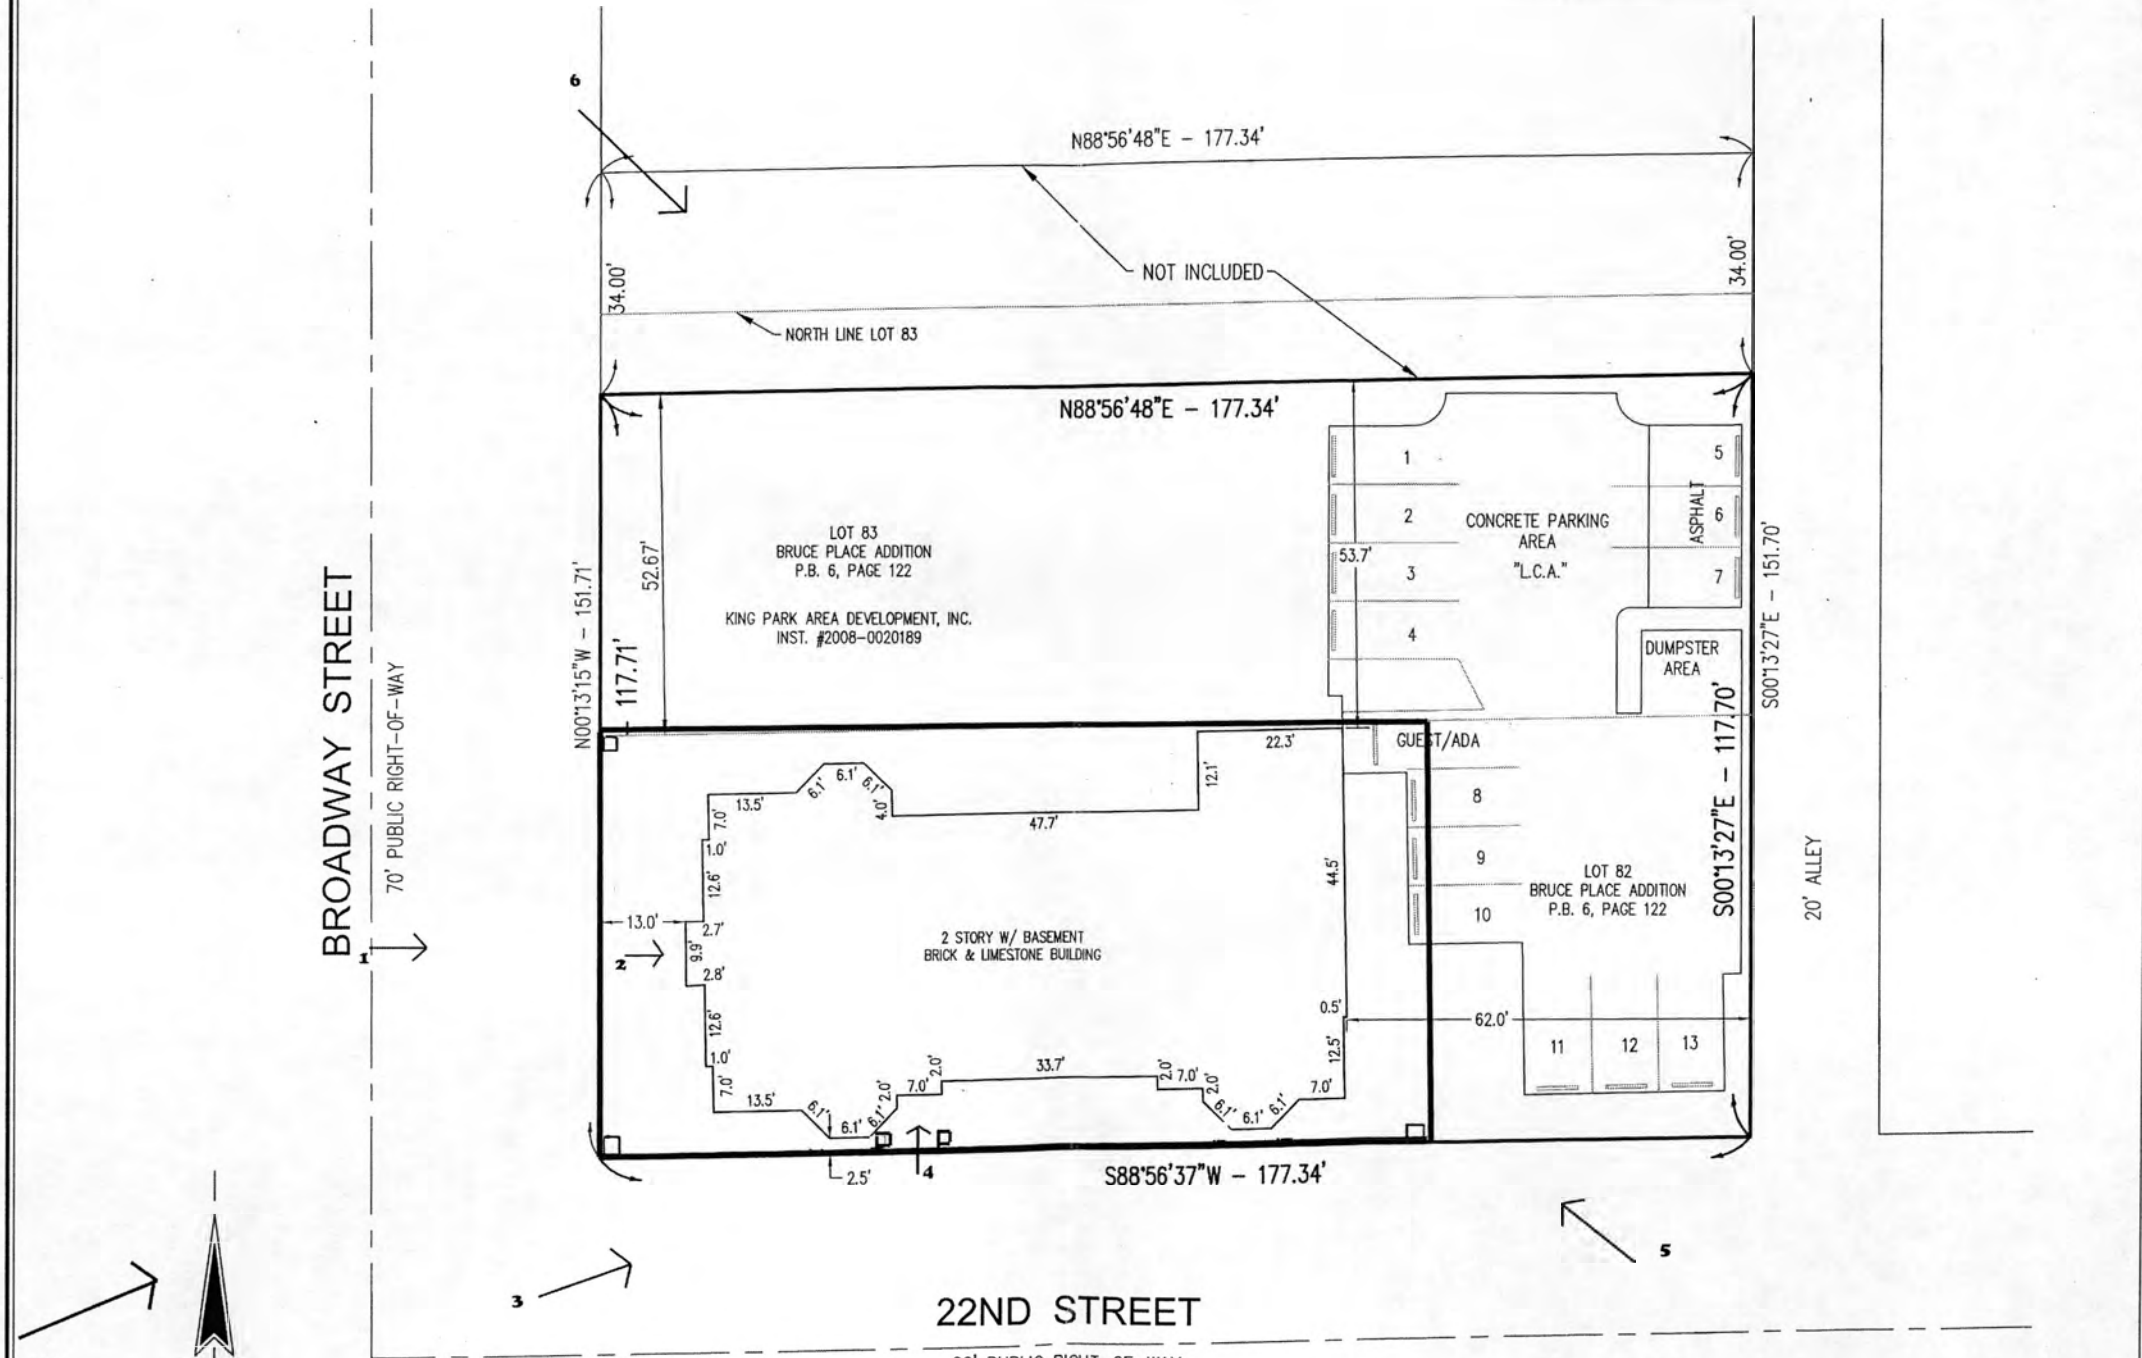 6
N88°56'48"E - 177.34'
34.00'
34.00'
NOT INCLUDED
NORTH LINE LOT 83
N88°56'48"E - 177.34'
1
2
3
4
5
6
7
ASPHALT
CONCRETE PARKING
AREA
"L.C.A."
53.7'
52.67'
LOT 83
BRUCE PLACE ADDITION
P.B. 6, PAGE 122
KING PARK AREA DEVELOPMENT, INC.
INST. #2008-0020189
DUMPSTER
AREA
N00°13'15"W - 151.71'
117.71'
S00°13'27"E - 151.70'
S00°13'27"E - 117.70'
BROADWAY STREET
70' PUBLIC RIGHT-OF-WAY
20' ALLEY
GUEST/ADA
22.3'
12.1'
6.1'
6.1'
6.1'
13.5'
4.0'
47.7'
7.0'
1.0'
12.6'
8
9
10
44.5'
LOT 82
BRUCE PLACE ADDITION
P.B. 6, PAGE 122
13.0'
2.7'
9.9'
2.8'
1
2
2 STORY W/ BASEMENT
BRICK & LIMESTONE BUILDING
12.6'
1.0'
7.0'
13.5'
0.5'
62.0'
12.5'
11
12
13
6.1'
6.1'
6.1'
2.0'
7.0'
2.0'
33.7'
2.0'
7.0'
2.0'
6.1'
6.1'
6.1'
7.0'
2.5'
4
S88°56'37"W - 177.34'
5
3
22ND STREET
PUBLIC RIGHT-OF-WAY